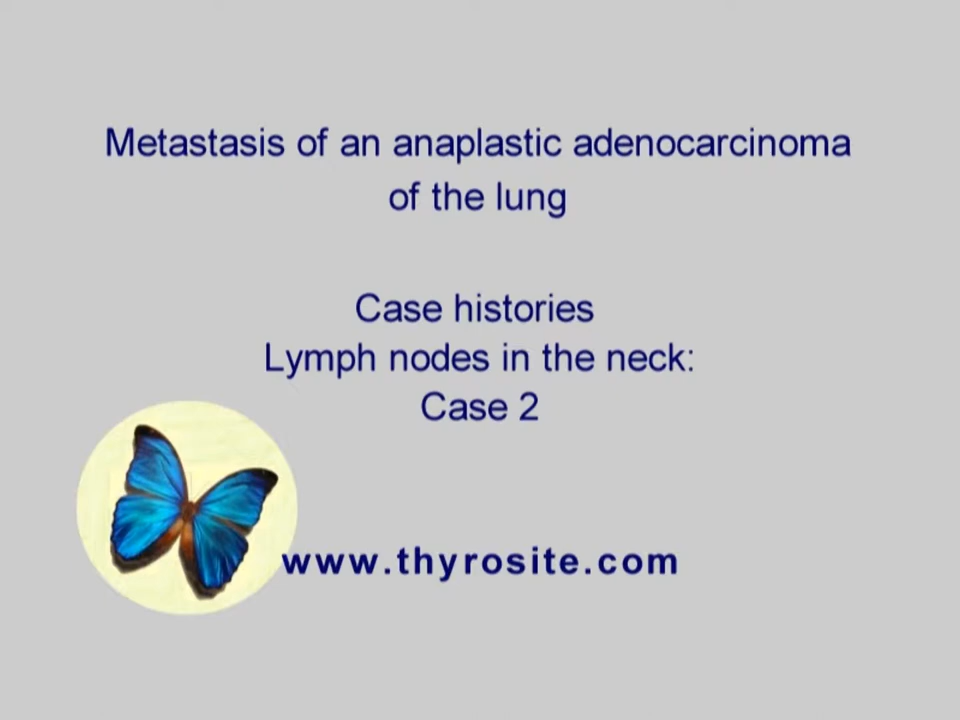 Metastasis of an anaplastic adenocarcinoma
of the lung
Case histories
Lymph nodes in the neck:
Case 2
www.thyrosite.com